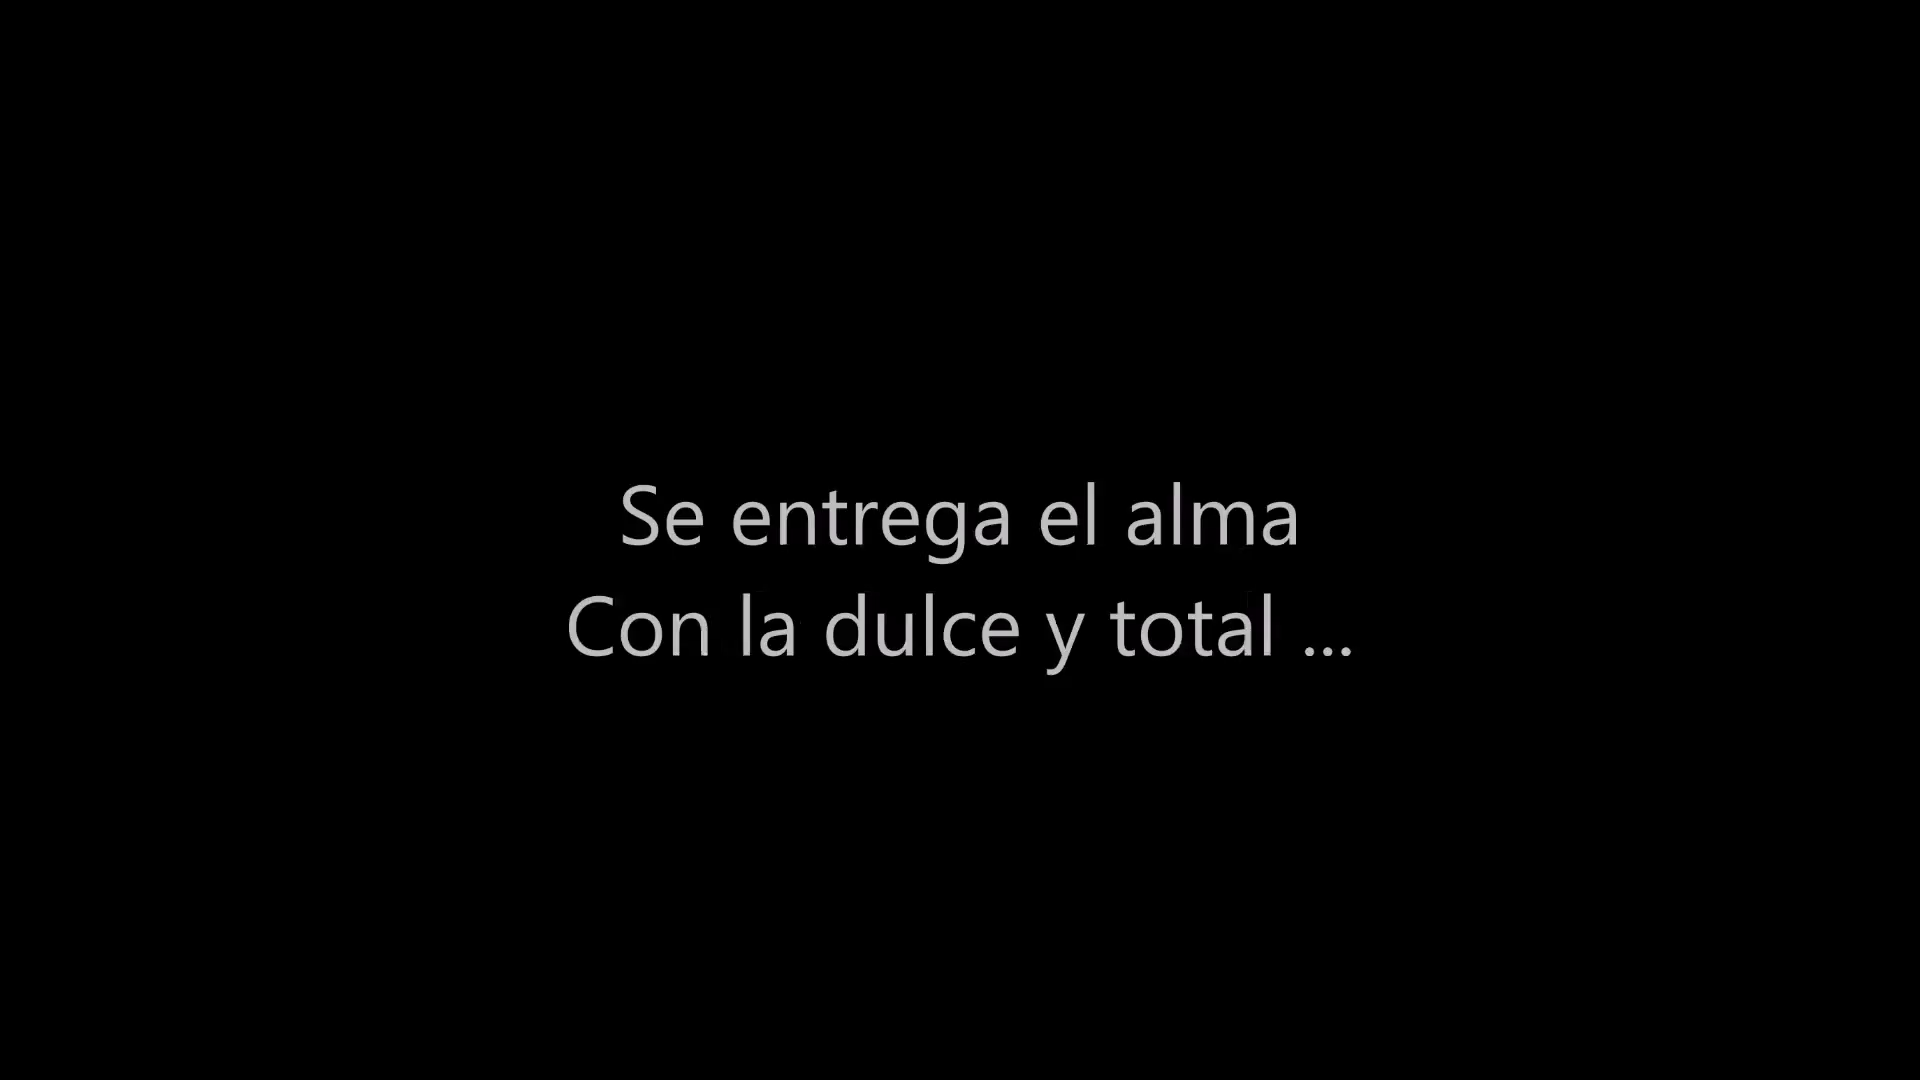 Se entrega el alma
Con la dulce y total ...